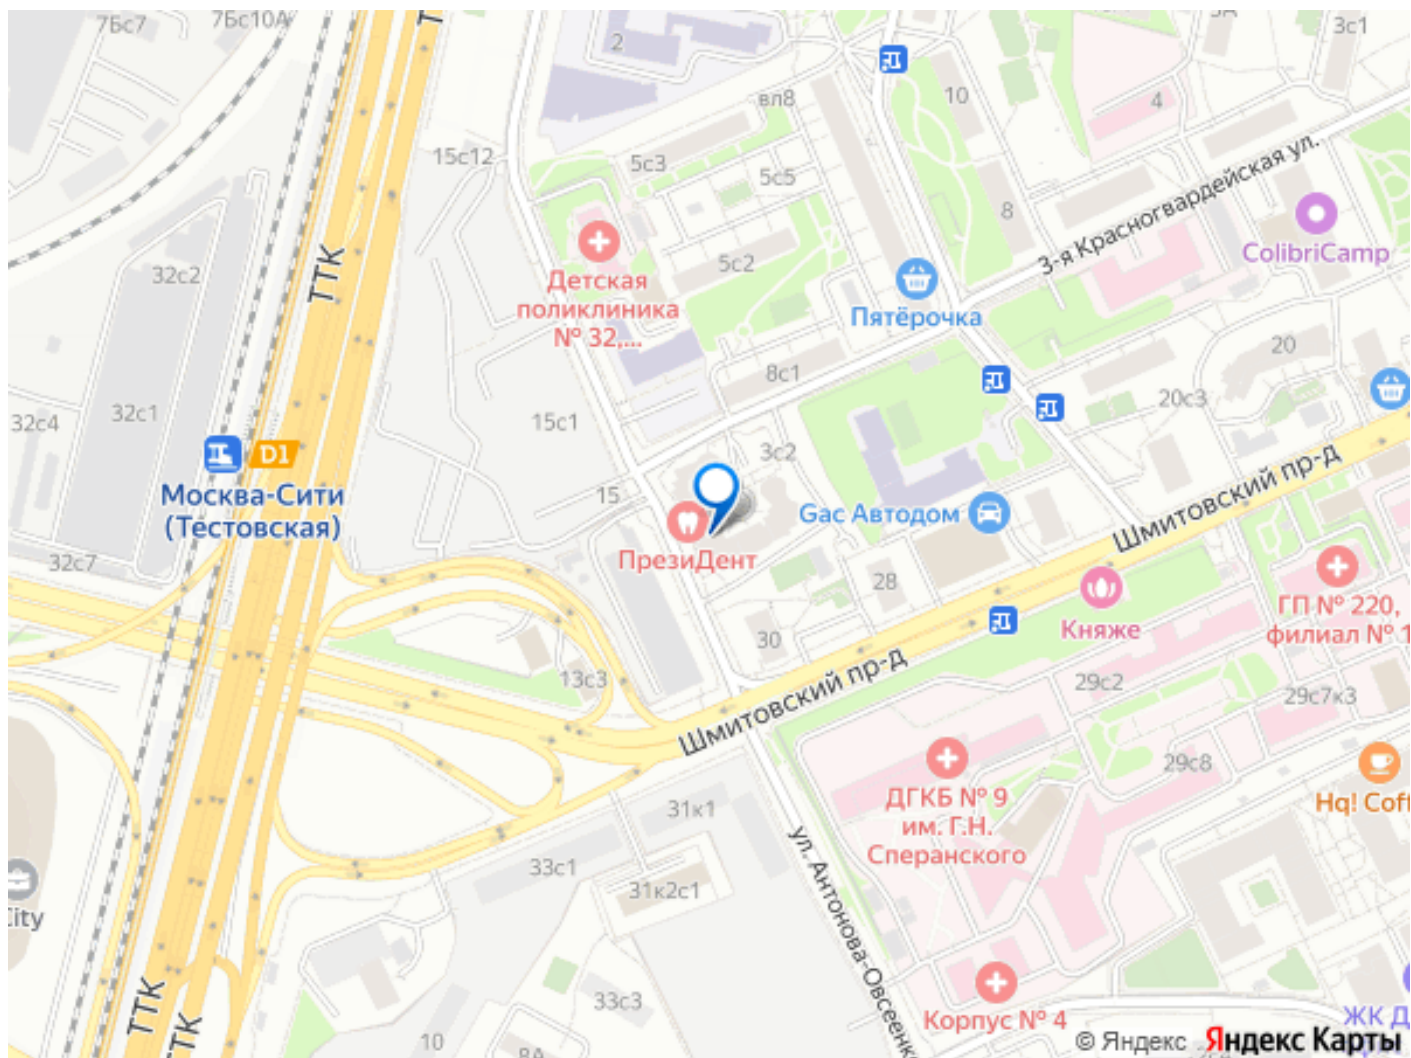 7Бс7
7Бс10А
ТТ
2
3с1
10
4
вл8
15с12
5с3
5с5
3-я Красногвардейская ул.
8
ColibriCamp
ТТК
32с2
5с2
Детская
поликлиника
№ 32,...
Пятёрочка
8с1
20
20с3
32с4
32с1
15с1
3с2
D1
Москва-Сити
(Тестовская)
15
Gac Автодом
Шмитовский пр-д
ПрезиДент
32с7
28
ГП № 220,
филиал № 1
Княже
30
13с3
Шмитовский пр-д
29с2
29с7к3
29с8
ДГКБ № 9
им. Г.Н.
Сперанского
Hq! Coff
31к1
33с1
31к2с1
ул. Антонова-Овсеенко
City
33с3
ТТК
ТТК
10
8А
Корпус № 4
ЖК Д
© Яндекс Яндекс Карты